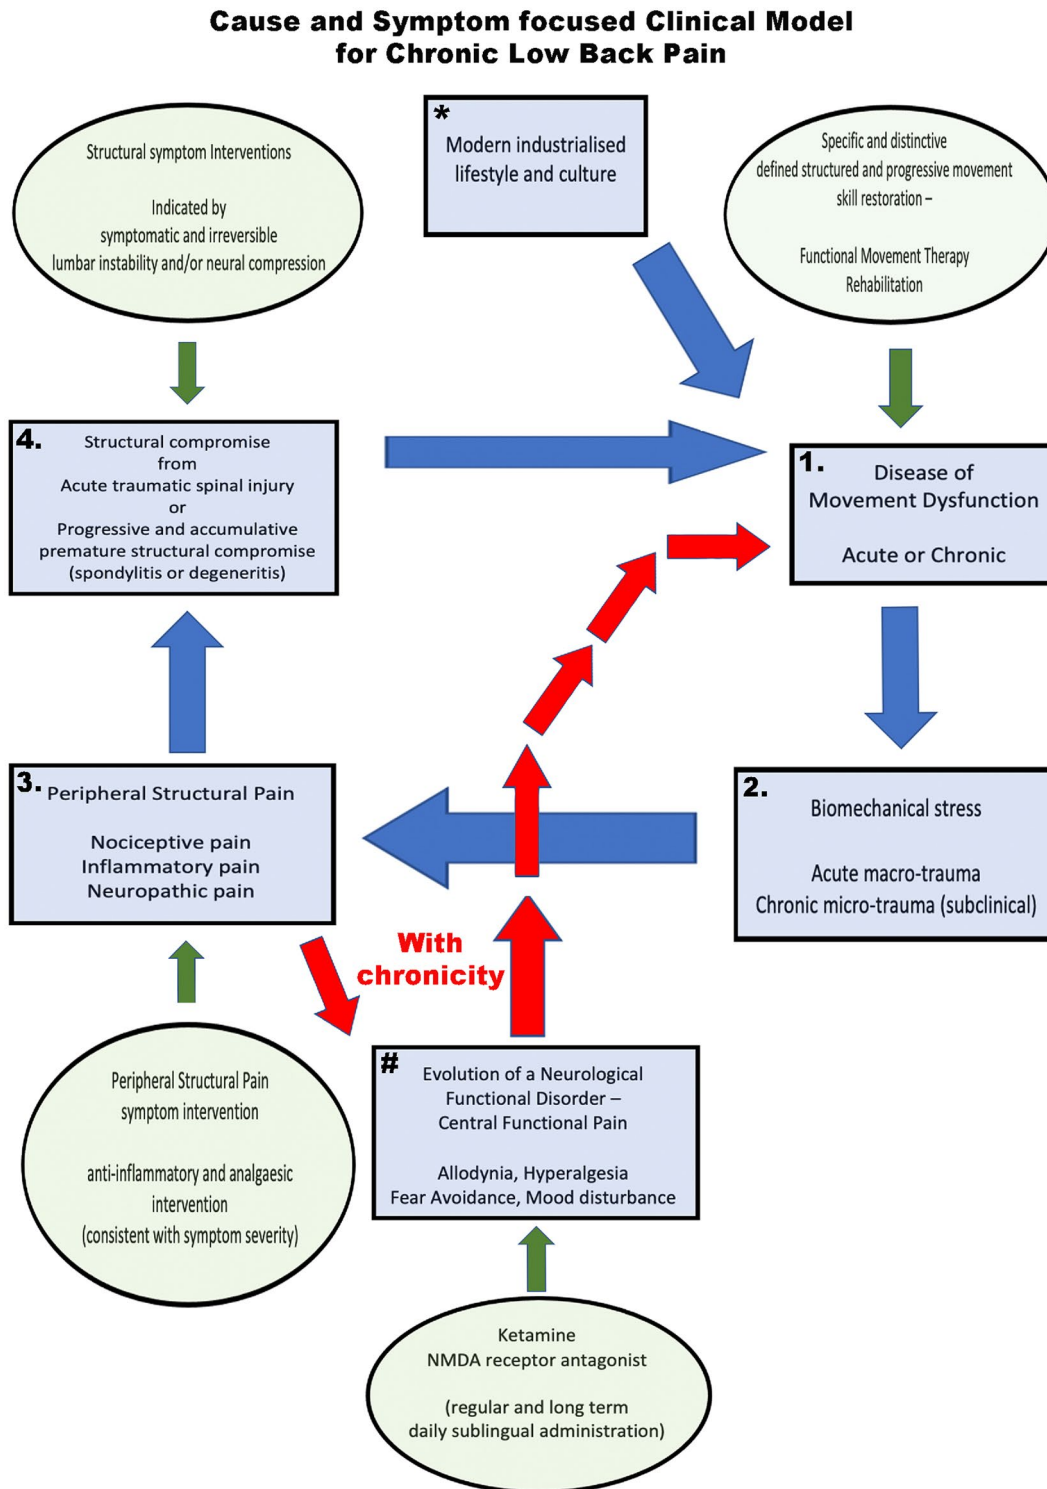 Cause and Symptom focused Clinical Model
for Chronic Low Back Pain
Structural symptom Interventions
Indicated by
symptomatic and irreversible
lumbar instability and/or neural compression
*
Modern industrialised
lifestyle and culture
Specific and distinctive
defined structured and progressive movement
skill restoration –
Functional Movement Therapy
Rehabilitation
4.
Structural compromise
from
Acute traumatic spinal injury
or
Progressive and accumulative
premature structural compromise
(spondylitis or degeneritis)
1.
Disease of
Movement Dysfunction
Acute or Chronic
3.
Peripheral Structural Pain
Nociceptive pain
Inflammatory pain
Neuropathic pain
2.
Biomechanical stress
Acute macro-trauma
Chronic micro-trauma (subclinical)
With
chronicity
#
Evolution of a Neurological
Functional Disorder –
Central Functional Pain
Allodynia, Hyperalgesia
Fear Avoidance, Mood disturbance
Peripheral Structural Pain
symptom intervention
anti-inflammatory and analgaesic
intervention
(consistent with symptom severity)
Ketamine
NMDA receptor antagonist
(regular and long term
daily sublingual administration)